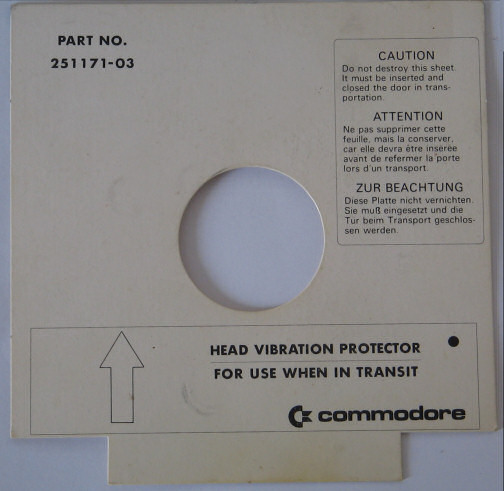 PART NO.
251171-03
CAUTION
Do not destroy this sheet.
It must be inserted and
closed the door in trans-
portation.
ATTENTION
Ne pas supprimer cette
feuille, mais la conserver,
car elle devra être insérée
avant de refermer la porte
lors d'un transport.
ZUR BEACHTUNG
Diese Platte nicht vernichten.
Sie muß eingesetzt und die
Tür beim Transport geschlos-
sen werden.
HEAD VIBRATION PROTECTOR
FOR USE WHEN IN TRANSIT
commodore